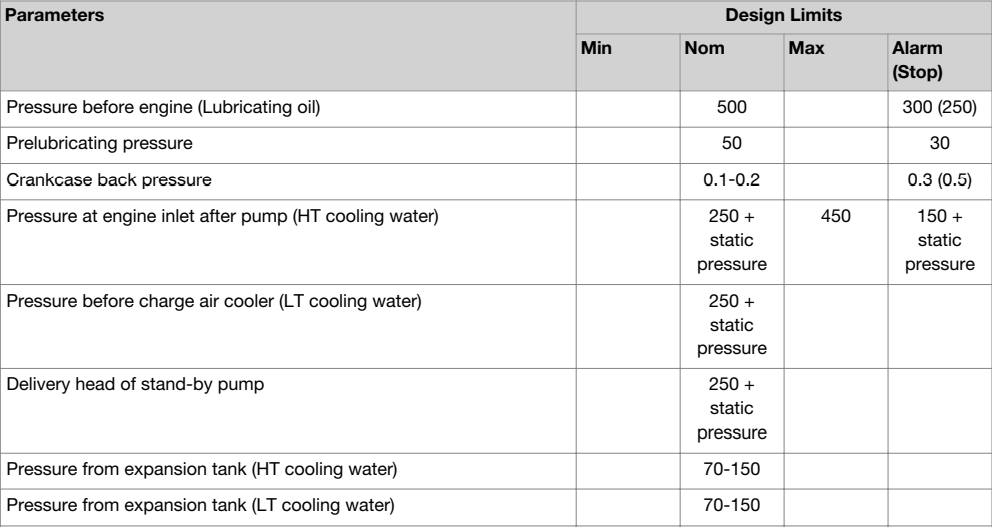 Parameters Design Limits
Min Nom Max Alarm
(Stop)
Pressure before engine (Lubricating oil) 500 300 (250)
Prelubricating pressure 50 30
Crankcase back pressure 0.1-0.2 0.3 (0.5)
Pressure at engine inlet after pump (HT cooling water) 250 + 450 150 +
static static
pressure pressure
Pressure before charge air cooler (LT cooling water) 250 +
static
pressure
Delivery head of stand-by pump 250 +
static
pressure
Pressure from expansion tank (HT cooling water) 70-150
Pressure from expansion tank (LT cooling water) 70-150